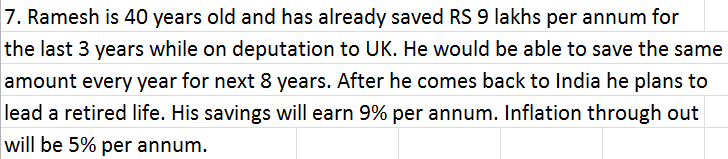 7. Ramesh is 40 years old and has already saved RS 9 lakhs per annum for
the last 3 years while on deputation to UK. He would be able to save the same
amount every year for next 8 years. After he comes back to India he plans to
lead a retired life. His savings will earn 9% per annum. Inflation through out
will be 5% per annum.